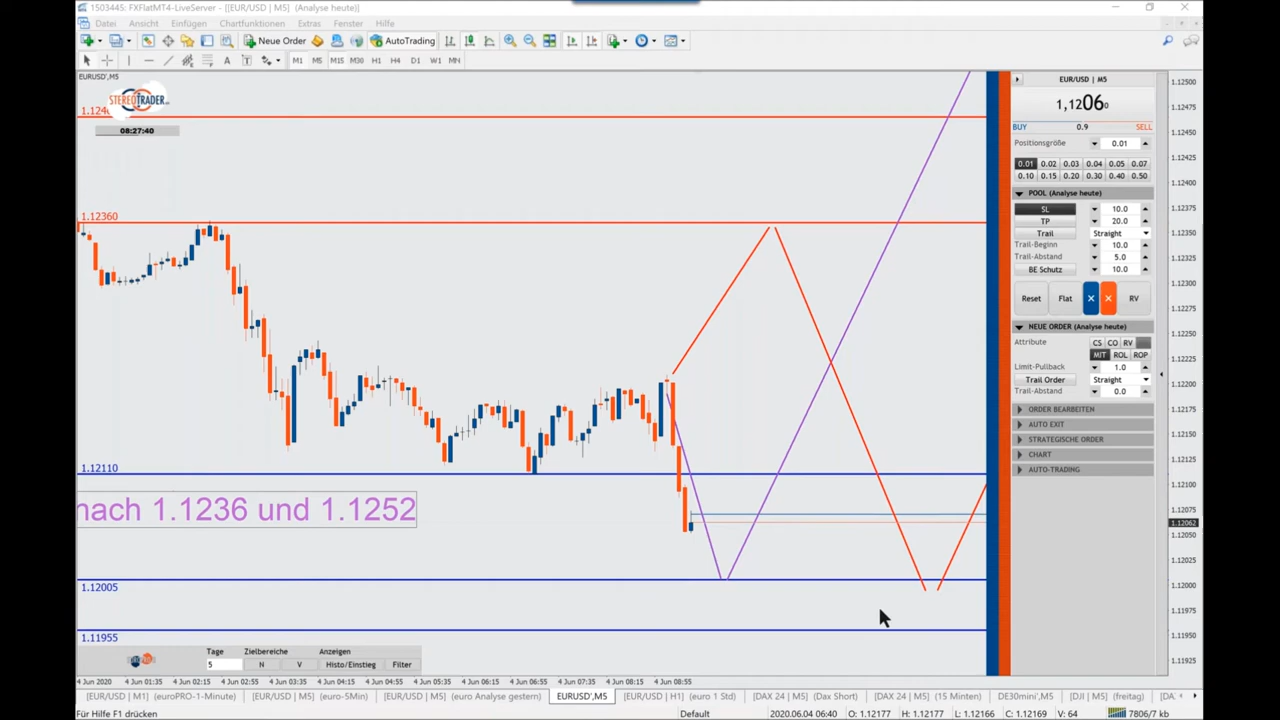 1503445: FXFlatMT4-LiveServer - [[EUR/USD | M5] (Analyse heute)]
Datei Ansicht Einfügen Chartfunktionen Extras Fenster Hilfe
Neue Order AutoTrading
A T M1 M5 M15 M30 H1 H4 D1 W1 MN
EURUSD',M5
STEREOTRADER
08:27:40
1.12360
1.12110
nach 1.1236 und 1.1252
1.12005
1.11955
Tage Zielbereiche Anzeigen
5 N V Histo/Einstieg Filter
EUR/USD | M5
1,12060
BUY 0.9 SELL
Positionsgröße 0.01
0.01 0.02 0.03 0.04 0.05 0.07
0.10 0.15 0.20 0.30 0.40 0.50
POOL (Analyse heute)
SL 10.0
TP 20.0
Trail Straight
Trail-Beginn 10.0
Trail-Abstand 5.0
BE Schutz 10.0
Reset Flat × × RV
NEUE ORDER (Analyse heute)
Attribute CS CO RV
MIT ROL ROP
Limit-Pullback 1.0
Trail Order Straight
Trail-Abstand 0.0
ORDER BEARBEITEN
AUTO EXIT
STRATEGISCHE ORDER
CHART
AUTO-TRADING
1.12500
1.12475
1.12450
1.12425
1.12400
1.12375
1.12350
1.12325
1.12300
1.12275
1.12250
1.12225
1.12200
1.12175
1.12150
1.12125
1.12100
1.12075
1.12062
1.12050
1.12025
1.12000
1.11975
1.11950
1.11925
4 Jun 2020 4 Jun 01:35 4 Jun 02:15 4 Jun 02:55 4 Jun 03:35 4 Jun 04:15 4 Jun 04:55 4 Jun 05:35 4 Jun 06:15 4 Jun 06:55 4 Jun 07:35 4 Jun 08:15 4 Jun 08:55
[EUR/USD | M1] (euroPRO-1-Minute) [EUR/USD | M5] (euro-5Min) [EUR/USD | M5] (euro Analyse gestern) EURUSD',M5 [EUR/USD | H1] (euro 1 Std) [DAX 24 | M5] (Dax Short) [DAX 24 | M5] (15 Minten) DE30mini',M5 [DJI | M5] (freitag) [DA
Für Hilfe F1 drücken Default 2020.06.04 06:40 O: 1.12177 H: 1.12177 L: 1.12166 C: 1.12169 V: 64 7806/7 kb